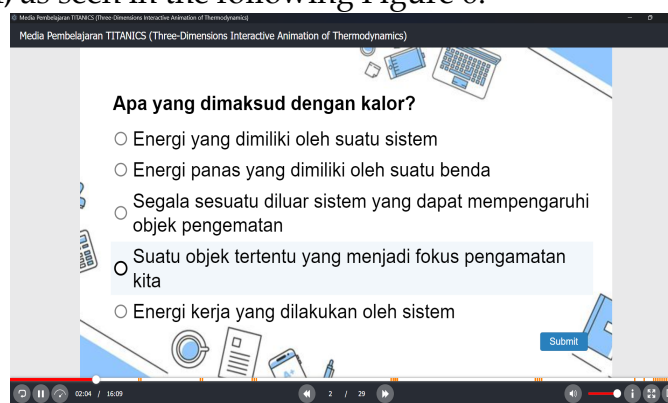 as seen in the following Figure 6.
Media Pembelajaran TITANICS (Three-Dimensions Interactive Animation of Thermodynamics)
Media Pembelajaran TITANICS (Three-Dimensions Interactive Animation of Thermodynamics)
Apa yang dimaksud dengan kalor?
Energi yang dimiliki oleh suatu sistem
Energi panas yang dimiliki oleh suatu benda
Segala sesuatu diluar sistem yang dapat mempengaruhi
objek pengematan
Suatu objek tertentu yang menjadi fokus pengamatan
kita
Energi kerja yang dilakukan oleh sistem
Submit
02:04 / 16:09
2 / 29